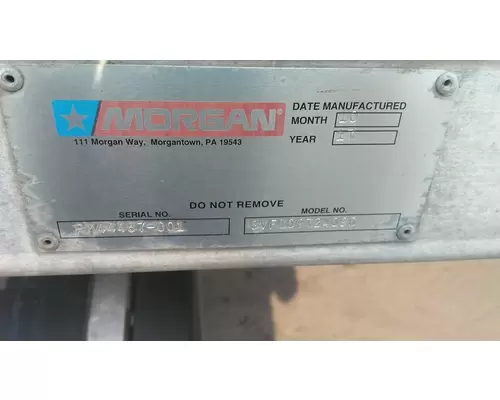 MORGAN®
111 Morgan Way, Morgantown, PA 19543
DATE MANUFACTURED
MONTH
YEAR
DO NOT REMOVE
SERIAL NO.
MODEL NO.